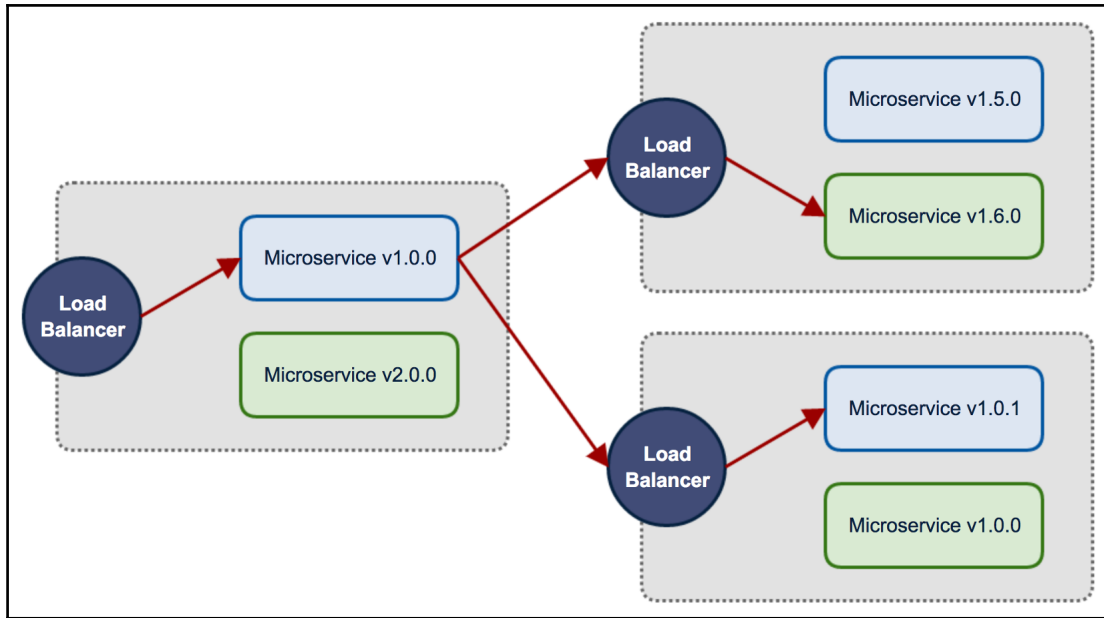 Load
Balancer
Microservice v1.0.0
Microservice v2.0.0
Load
Balancer
Microservice v1.5.0
Microservice v1.6.0
Load
Balancer
Microservice v1.0.1
Microservice v1.0.0